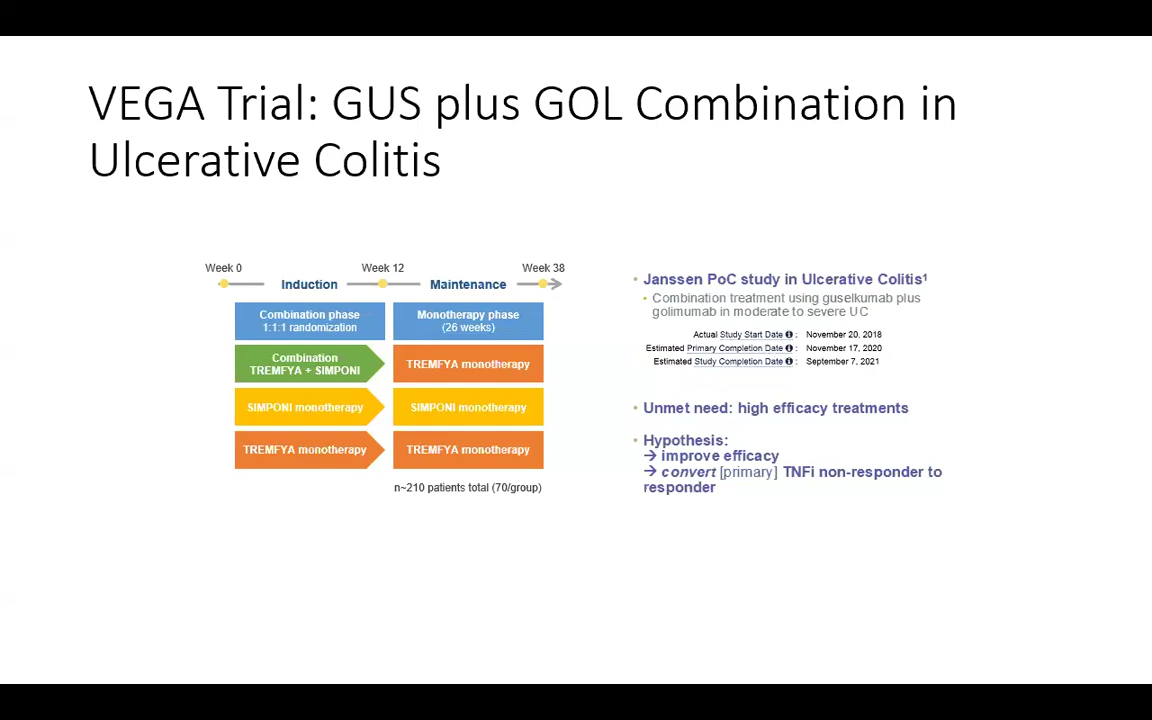 VEGA Trial: GUS plus GOL Combination in
Ulcerative Colitis
Week 0
Week 12
Week 38
Induction
Maintenance
Combination phase
1:1:1 randomization
Monotherapy phase
(26 weeks)
Combination
TREMFYA + SIMPONI
TREMFYA monotherapy
SIMPONI monotherapy
SIMPONI monotherapy
TREMFYA monotherapy
TREMFYA monotherapy
n~210 patients total (70/group)
• Janssen PoC study in Ulcerative Colitis¹
• Combination treatment using guselkumab plus
golimumab in moderate to severe UC
Actual Study Start Date : November 20, 2018
Estimated Primary Completion Date : November 17, 2020
Estimated Study Completion Date : September 7, 2021
• Unmet need: high efficacy treatments
• Hypothesis:
→ improve efficacy
→ convert [primary] TNFi non-responder to
responder